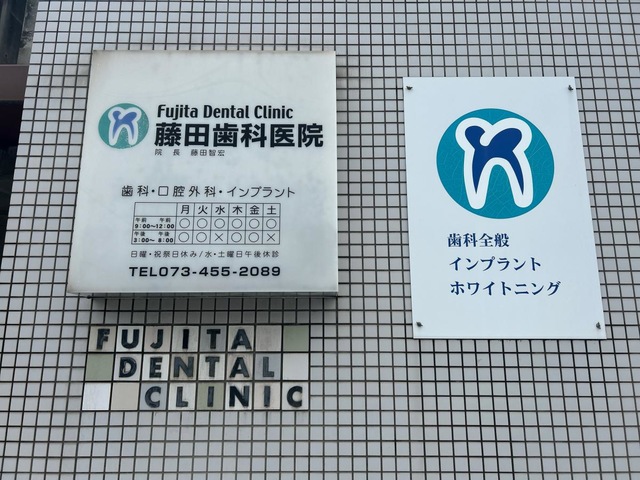 Fujita Dental Clinic
藤田歯科医院
院長 藤田智宏
歯科・口腔外科・インプラント
月 火 水 木 金 土
午前 午前
9:00〜12:00 ○ ○ ○ ○ ○ ○
午後 午後
3:00〜 8:00 ○ ○ × ○ ○ ×
日曜・祝祭日休み/水・土曜日午後休診
TEL073-455-2089
FUJITA
DENTAL
CLINIC
歯科全般
インプラント
ホワイトニング